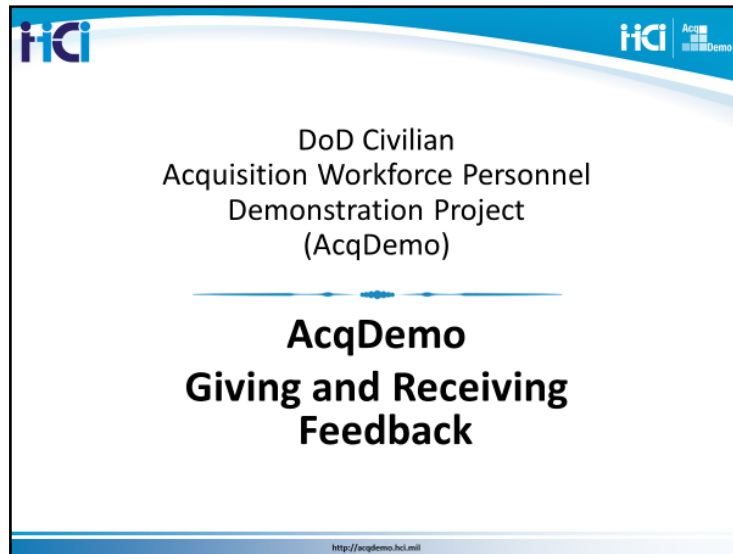 HCi
HCi
Acq
Demo
DoD Civilian
Acquisition Workforce Personnel
Demonstration Project
(AcqDemo)
AcqDemo
Giving and Receiving
Feedback
http://acqdemo.hci.mil